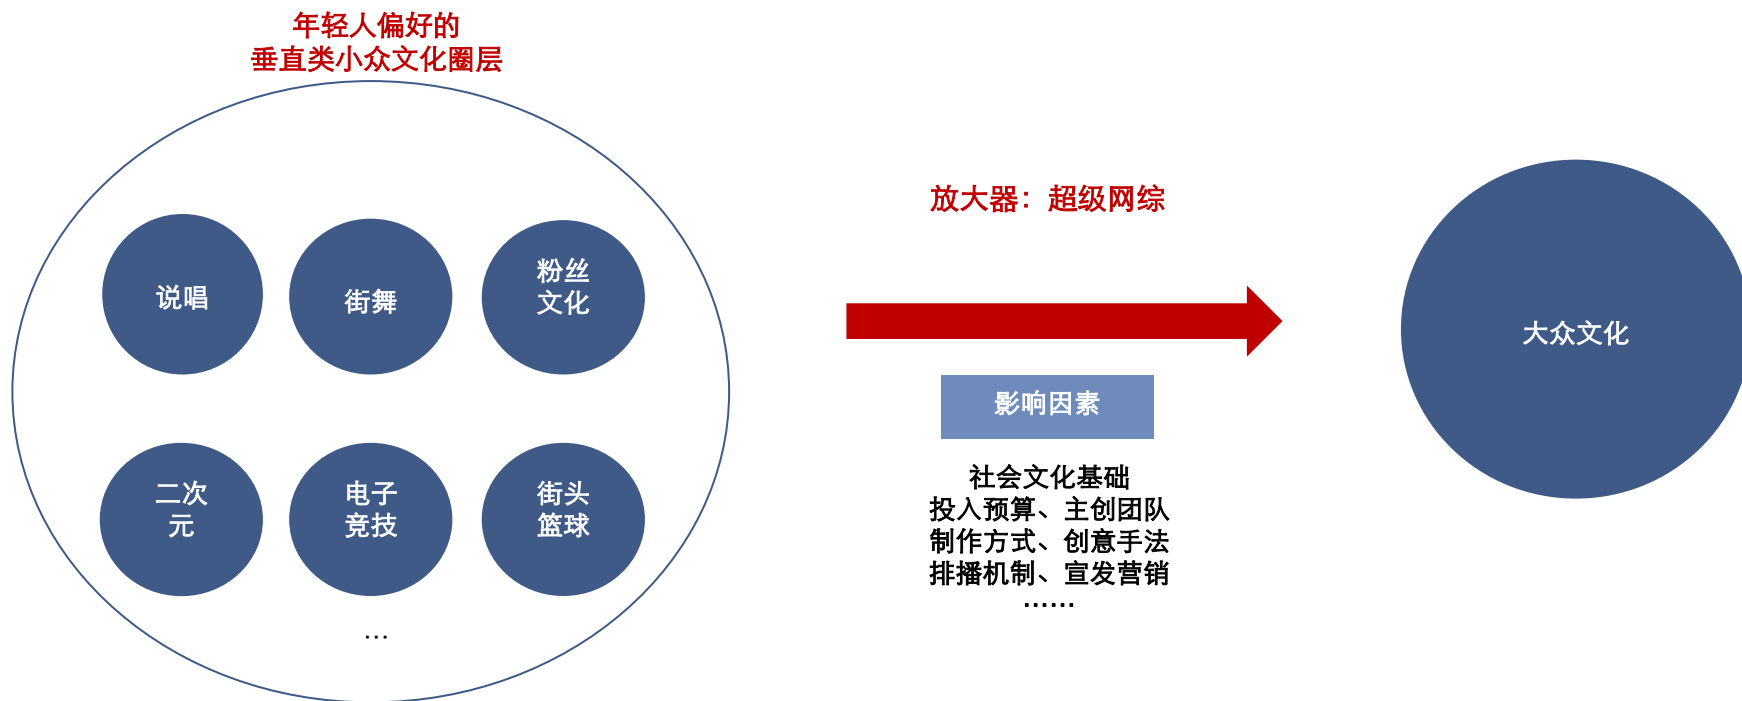 年轻人偏好的
垂直类小众文化圈层
说唱
街舞
粉丝
文化
二次
元
电子
竞技
街头
篮球
...
放大器：超级网综
影响因素
社会文化基础
投入预算、主创团队
制作方式、创意手法
排播机制、宣发营销
……
大众文化